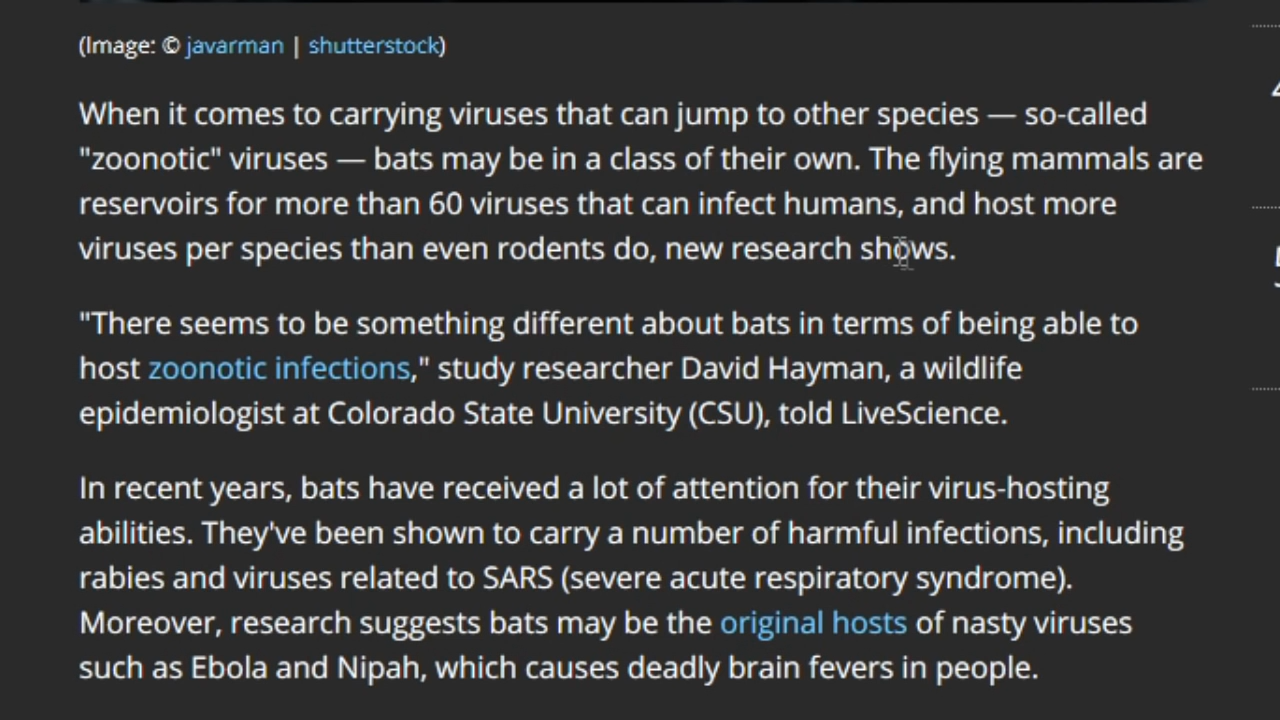 (Image: © javarman | shutterstock)
When it comes to carrying viruses that can jump to other species — so-called
"zoonotic" viruses — bats may be in a class of their own. The flying mammals are
reservoirs for more than 60 viruses that can infect humans, and host more
viruses per species than even rodents do, new research shows.
"There seems to be something different about bats in terms of being able to
host zoonotic infections," study researcher David Hayman, a wildlife
epidemiologist at Colorado State University (CSU), told LiveScience.
In recent years, bats have received a lot of attention for their virus-hosting
abilities. They've been shown to carry a number of harmful infections, including
rabies and viruses related to SARS (severe acute respiratory syndrome).
Moreover, research suggests bats may be the original hosts of nasty viruses
such as Ebola and Nipah, which causes deadly brain fevers in people.